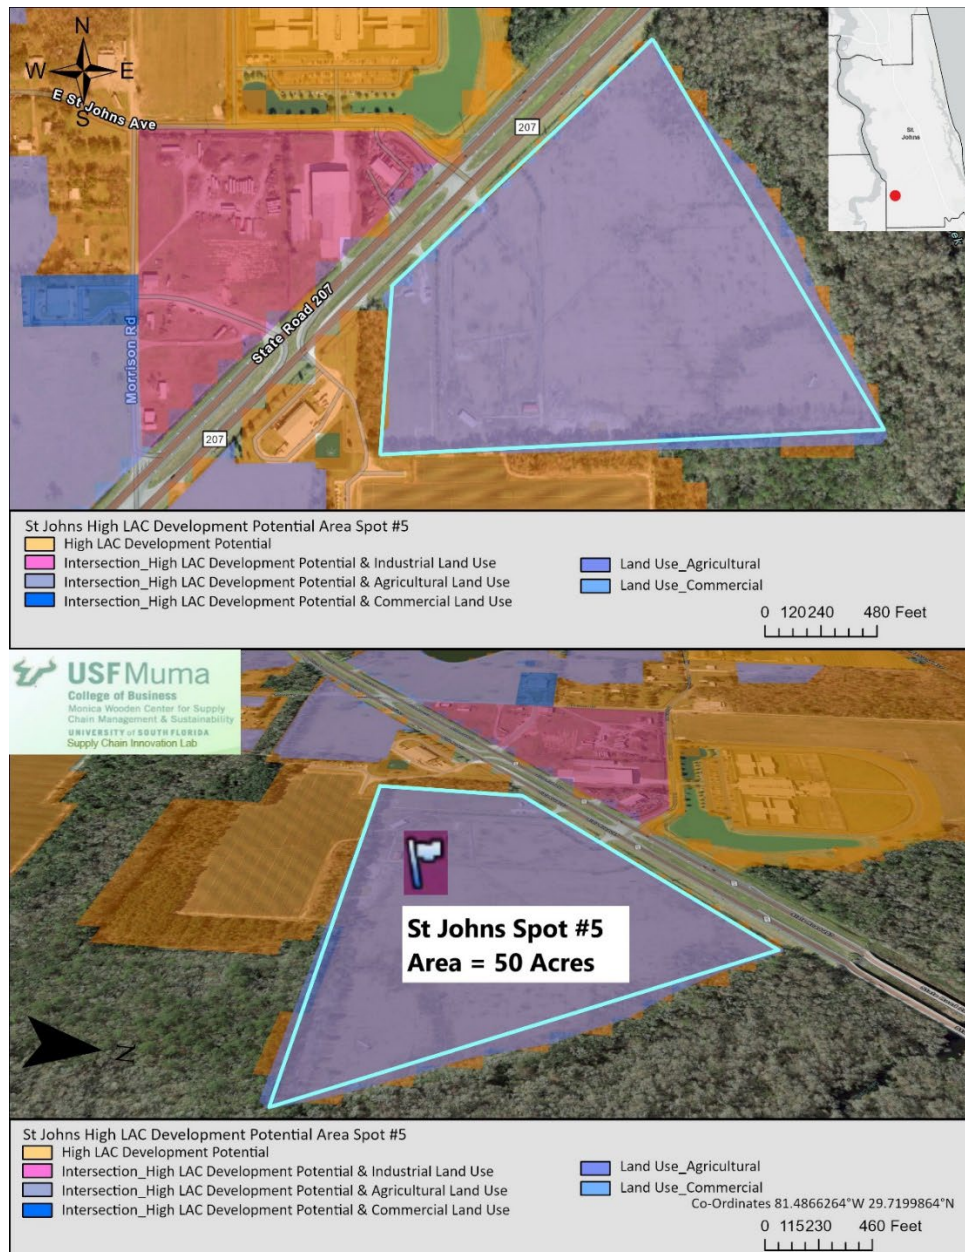 N
W E
S
E St Johns Ave
207
St
Johns
State Road 207
Morrison Rd
207
St Johns High LAC Development Potential Area Spot #5
High LAC Development Potential
Intersection_High LAC Development Potential & Industrial Land Use
Intersection_High LAC Development Potential & Agricultural Land Use
Intersection_High LAC Development Potential & Commercial Land Use
Land Use_Agricultural
Land Use_Commercial
0 120240 480 Feet
USF Muma
College of Business
Monica Wooden Center for Supply
Chain Management & Sustainability
UNIVERSITY of SOUTH FLORIDA
Supply Chain Innovation Lab
St Johns Spot #5
Area = 50 Acres
N
St Johns High LAC Development Potential Area Spot #5
High LAC Development Potential
Intersection_High LAC Development Potential & Industrial Land Use
Intersection_High LAC Development Potential & Agricultural Land Use
Intersection_High LAC Development Potential & Commercial Land Use
Land Use_Agricultural
Land Use_Commercial
Co-Ordinates 81.4866264°W 29.7199864°N
0 115230 460 Feet